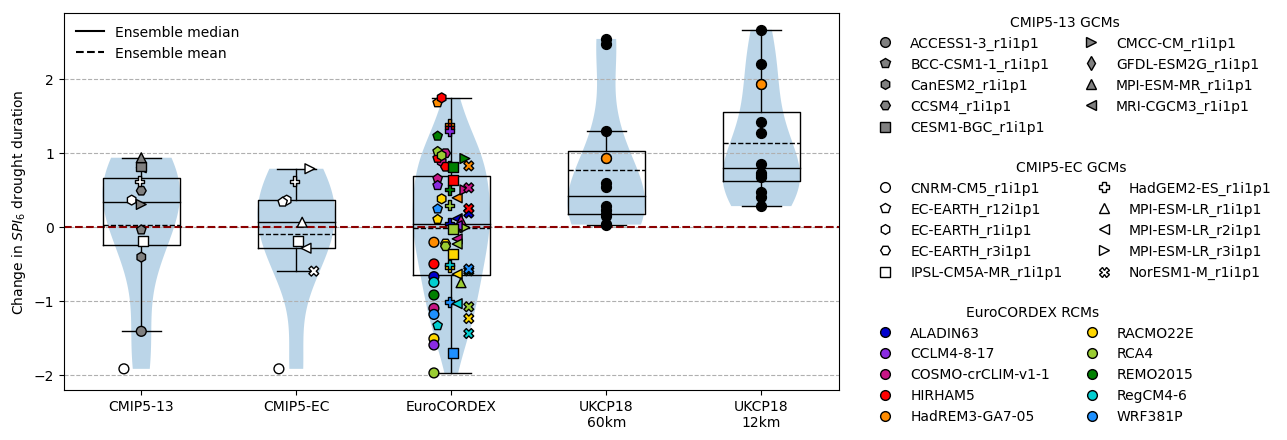 Ensemble median
Ensemble mean
Change in SPI6 drought duration
2
1
0
−1
−2
CMIP5-13
CMIP5-EC
EuroCORDEX
UKCP18
60km
UKCP18
12km
CMIP5-13 GCMs
ACCESS1-3_r1i1p1
BCC-CSM1-1_r1i1p1
CanESM2_r1i1p1
CCSM4_r1i1p1
CESM1-BGC_r1i1p1
CMCC-CM_r1i1p1
GFDL-ESM2G_r1i1p1
MPI-ESM-MR_r1i1p1
MRI-CGCM3_r1i1p1
CMIP5-EC GCMs
CNRM-CM5_r1i1p1
EC-EARTH_r12i1p1
EC-EARTH_r1i1p1
EC-EARTH_r3i1p1
IPSL-CM5A-MR_r1i1p1
HadGEM2-ES_r1i1p1
MPI-ESM-LR_r1i1p1
MPI-ESM-LR_r2i1p1
MPI-ESM-LR_r3i1p1
NorESM1-M_r1i1p1
EuroCORDEX RCMs
ALADIN63
CCLM4-8-17
COSMO-crCLIM-v1-1
HIRHAM5
HadREM3-GA7-05
RACMO22E
RCA4
REMO2015
RegCM4-6
WRF381P